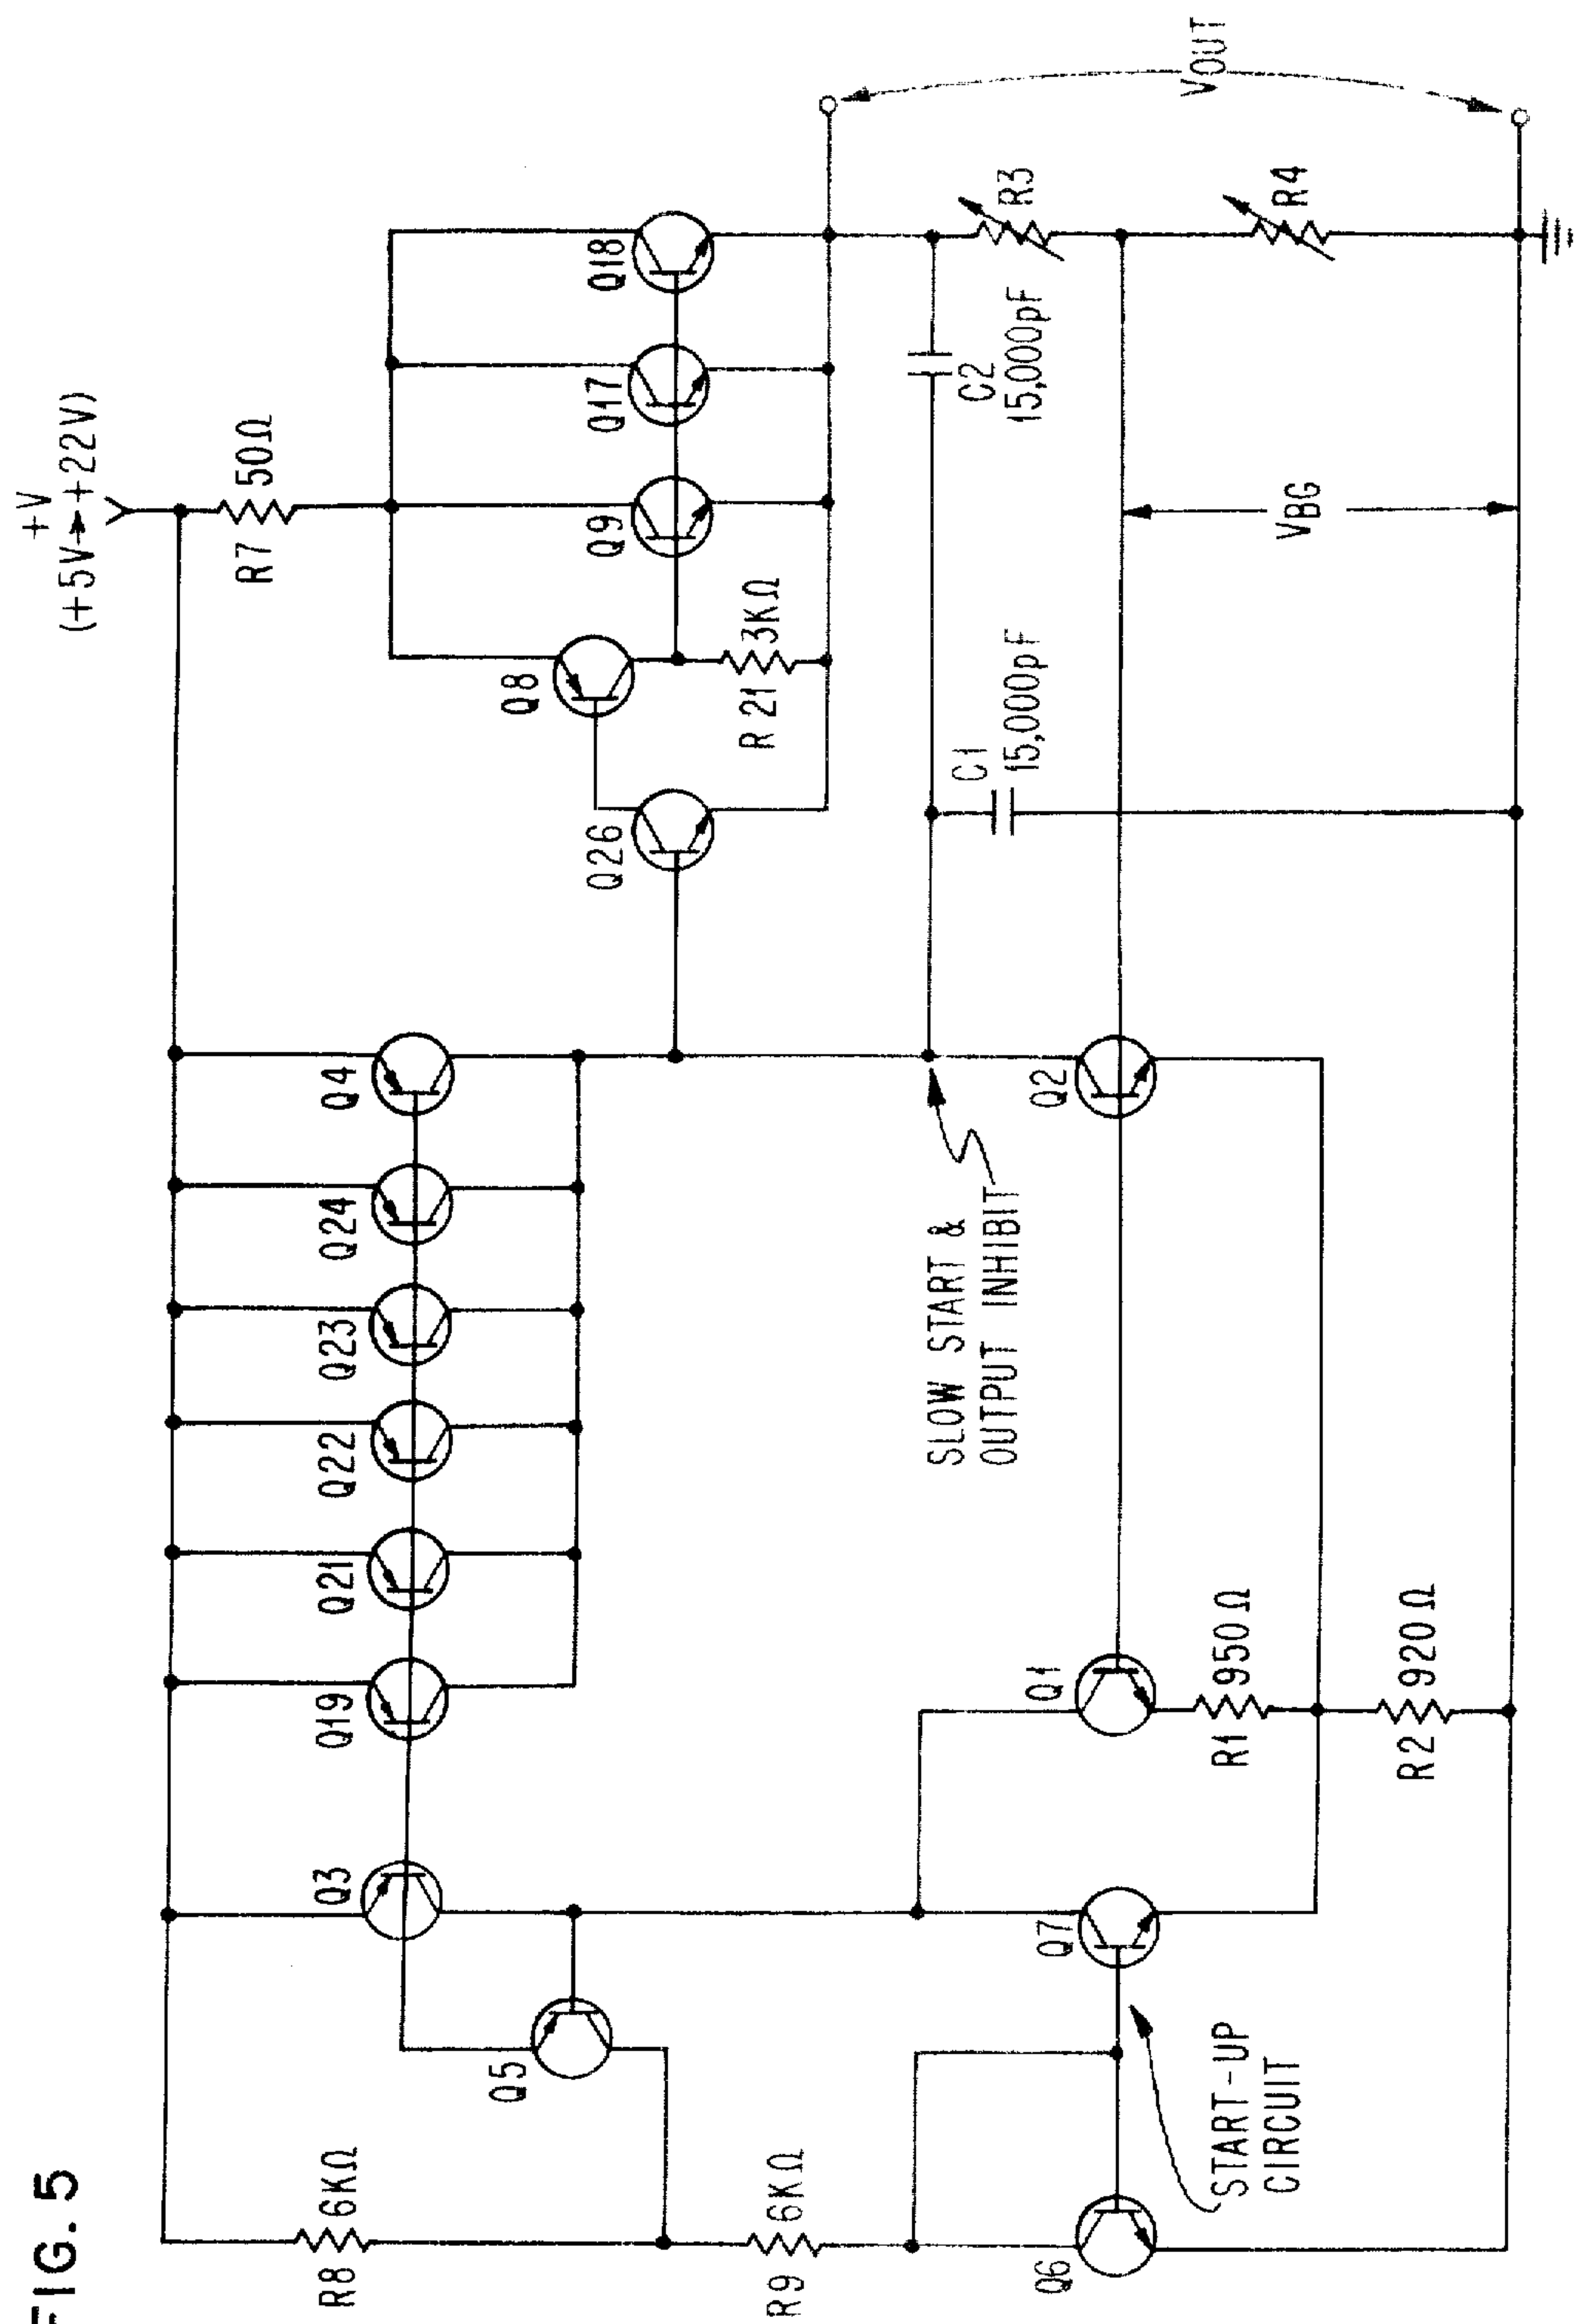 FIG. 5
+V
(+5V→+22V)
R8 6KΩ
R9 6KΩ
Q5
Q3
Q19
Q21
Q22
Q23
Q24
Q4
R7 50Ω
Q8
Q9
Q17
Q18
Q26
R 21 3KΩ
VOUT
C2
15,000pF
C1
15,000pF
R3
R4
VBG
SLOW START &
OUTPUT INHIBIT
Q2
Q1
R1 950Ω
R2 920Ω
Q7
Q6
START-UP
CIRCUIT